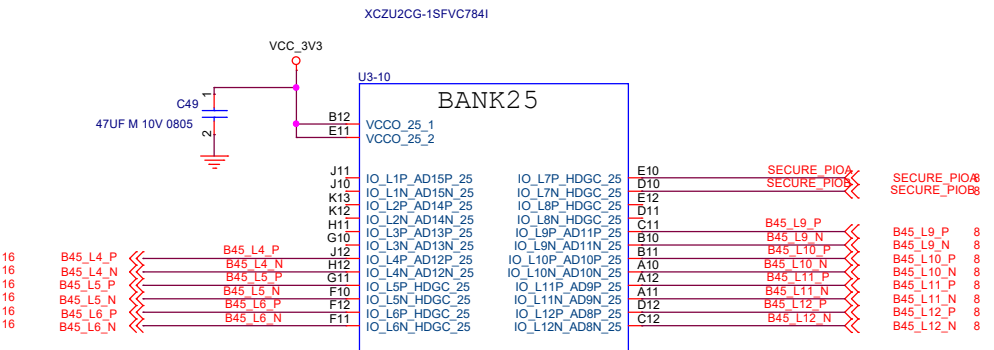 XCZU2CG-1SFVC784I
VCC_3V3
U3-10
BANK25
C49
1
47UF M 10V 0805
2
B12 VCCO_25_1
E11 VCCO_25_2
J11 IO_L1P_AD15P_25 IO_L7P_HDGC_25 E10 SECURE_PIOA SECURE_PIOA 8
J10 IO_L1N_AD15N_25 IO_L7N_HDGC_25 D10 SECURE_PIOB SECURE_PIOB 8
K13 IO_L2P_AD14P_25 IO_L8P_HDGC_25 E12
K12 IO_L2N_AD14N_25 IO_L8N_HDGC_25 D11
H11 IO_L3P_AD13P_25 IO_L9P_AD11P_25 C11 B45_L9_P B45_L9_P 8
G10 IO_L3N_AD13N_25 IO_L9N_AD11N_25 B10 B45_L9_N B45_L9_N 8
16 B45_L4_P B45_L4_P J12 IO_L4P_AD12P_25 IO_L10P_AD10P_25 B11 B45_L10_P B45_L10_P 8
16 B45_L4_N B45_L4_N H12 IO_L4N_AD12N_25 IO_L10N_AD10N_25 A10 B45_L10_N B45_L10_N 8
16 B45_L5_P B45_L5_P G11 IO_L5P_HDGC_25 IO_L11P_AD9P_25 A12 B45_L11_P B45_L11_P 8
16 B45_L5_N B45_L5_N F10 IO_L5N_HDGC_25 IO_L11N_AD9N_25 A11 B45_L11_N B45_L11_N 8
16 B45_L6_P B45_L6_P F12 IO_L6P_HDGC_25 IO_L12P_AD8P_25 D12 B45_L12_P B45_L12_P 8
16 B45_L6_N B45_L6_N F11 IO_L6N_HDGC_25 IO_L12N_AD8N_25 C12 B45_L12_N B45_L12_N 8